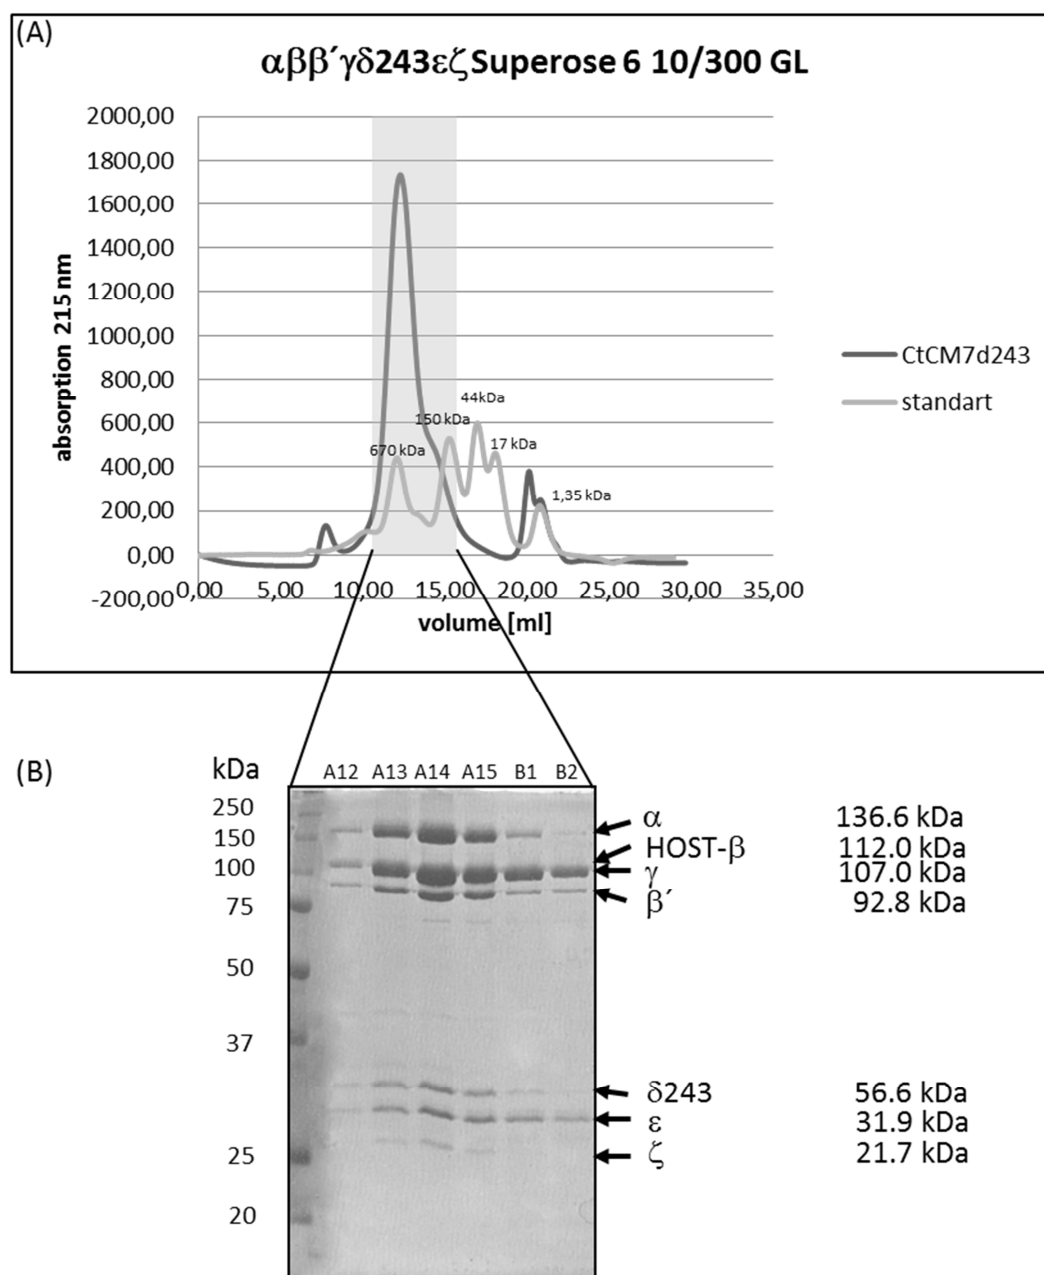 (A)
αββ´γδ243εζ Superose 6 10/300 GL
2000,00
1800,00
1600,00
1400,00
1200,00
1000,00
800,00
600,00
400,00
200,00
0,00
-200,00
absorption 215 nm
670 kDa
150 kDa
44kDa
17 kDa
1,35 kDa
CtCM7d243
standart
0,00 5,00 10,00 15,00 20,00 25,00 30,00 35,00
volume [ml]
(B)
kDa
A12 A13 A14 A15 B1 B2
250
150
100
75
50
37
25
20
α 136.6 kDa
HOST-β 112.0 kDa
γ 107.0 kDa
β´ 92.8 kDa
δ243 56.6 kDa
ε 31.9 kDa
ζ 21.7 kDa